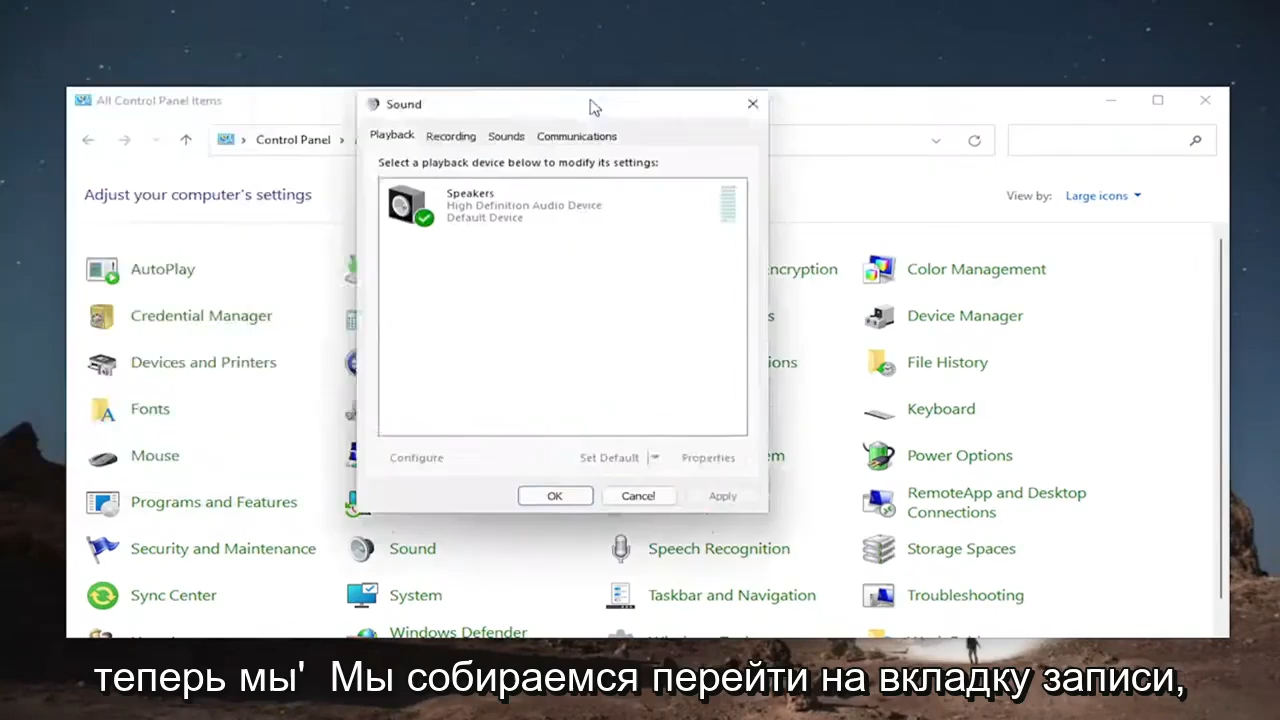 All Control Panel Items
Sound
Playback Recording Sounds Communications
Control Panel
Select a playback device below to modify its settings:
Speakers
High Definition Audio Device
Default Device
Configure Set Default Properties
OK Cancel Apply
Adjust your computer's settings
View by: Large icons
AutoPlay
Color Management
Credential Manager
Device Manager
Devices and Printers
File History
Fonts
Keyboard
Mouse
Power Options
Programs and Features
RemoteApp and Desktop
Connections
Security and Maintenance
Sound
Speech Recognition
Storage Spaces
Sync Center
System
Taskbar and Navigation
Troubleshooting
Windows Defender
теперь мы' Мы собираемся перейти на вкладку записи,